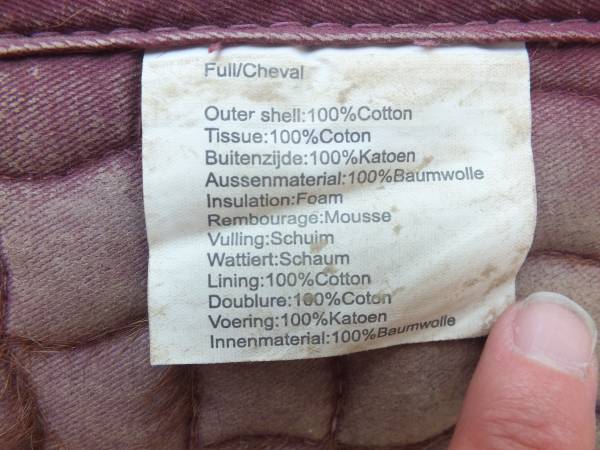 Full/Cheval
Outer shell:100%Cotton
Tissue:100%Coton
Buitenzijde:100%Katoen
Aussenmaterial:100%Baumwolle
Insulation:Foam
Rembourage:Mousse
Vulling:Schuim
Wattiert:Schaum
Lining:100%Cotton
Doublure:100%Coton
Voering:100%Katoen
Innenmaterial:100%Baumwolle